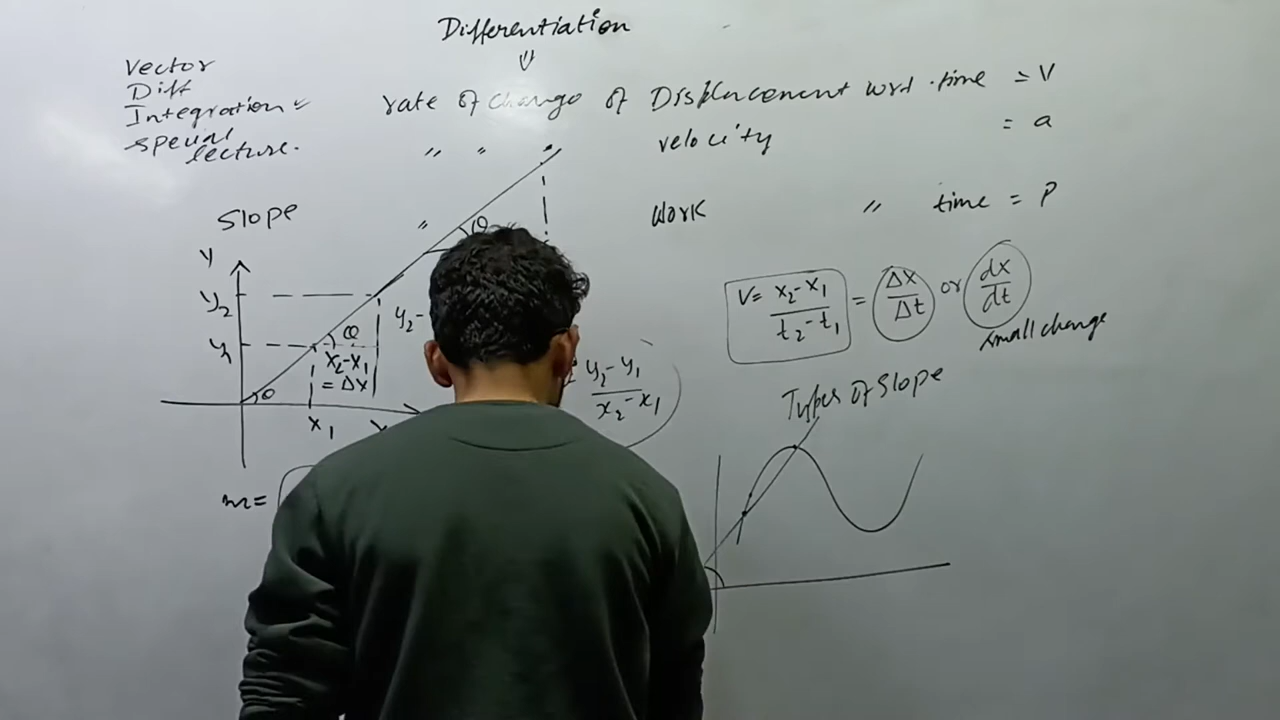 Differentiation
⇓
Vector
Diff
Integration ✓
special
lecture.
rate of change of Displacement wrt. time = V
〃 〃 velocity = a
〃 Work 〃 time = P
Slope
Y
y₂
y₁
θ
θ
θ
y₂-
x₂-x₁
= Δx
x₁
m=
y₂-y₁
x₂-x₁
V= x₂-x₁ / t₂-t₁ = Δx/Δt or dx/dt
small change
Types of Slope